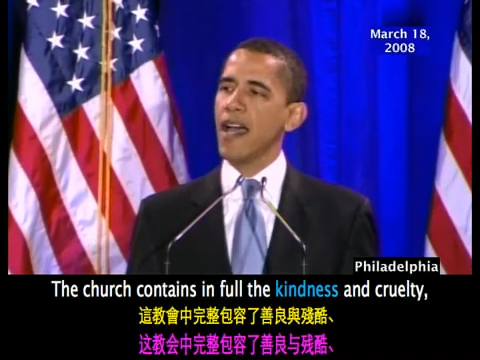 March 18,
2008
Philadelphia
The church contains in full the kindness and cruelty,
這教會中完整包容了善良與殘酷、
这教会中完整包容了善良与残酷、